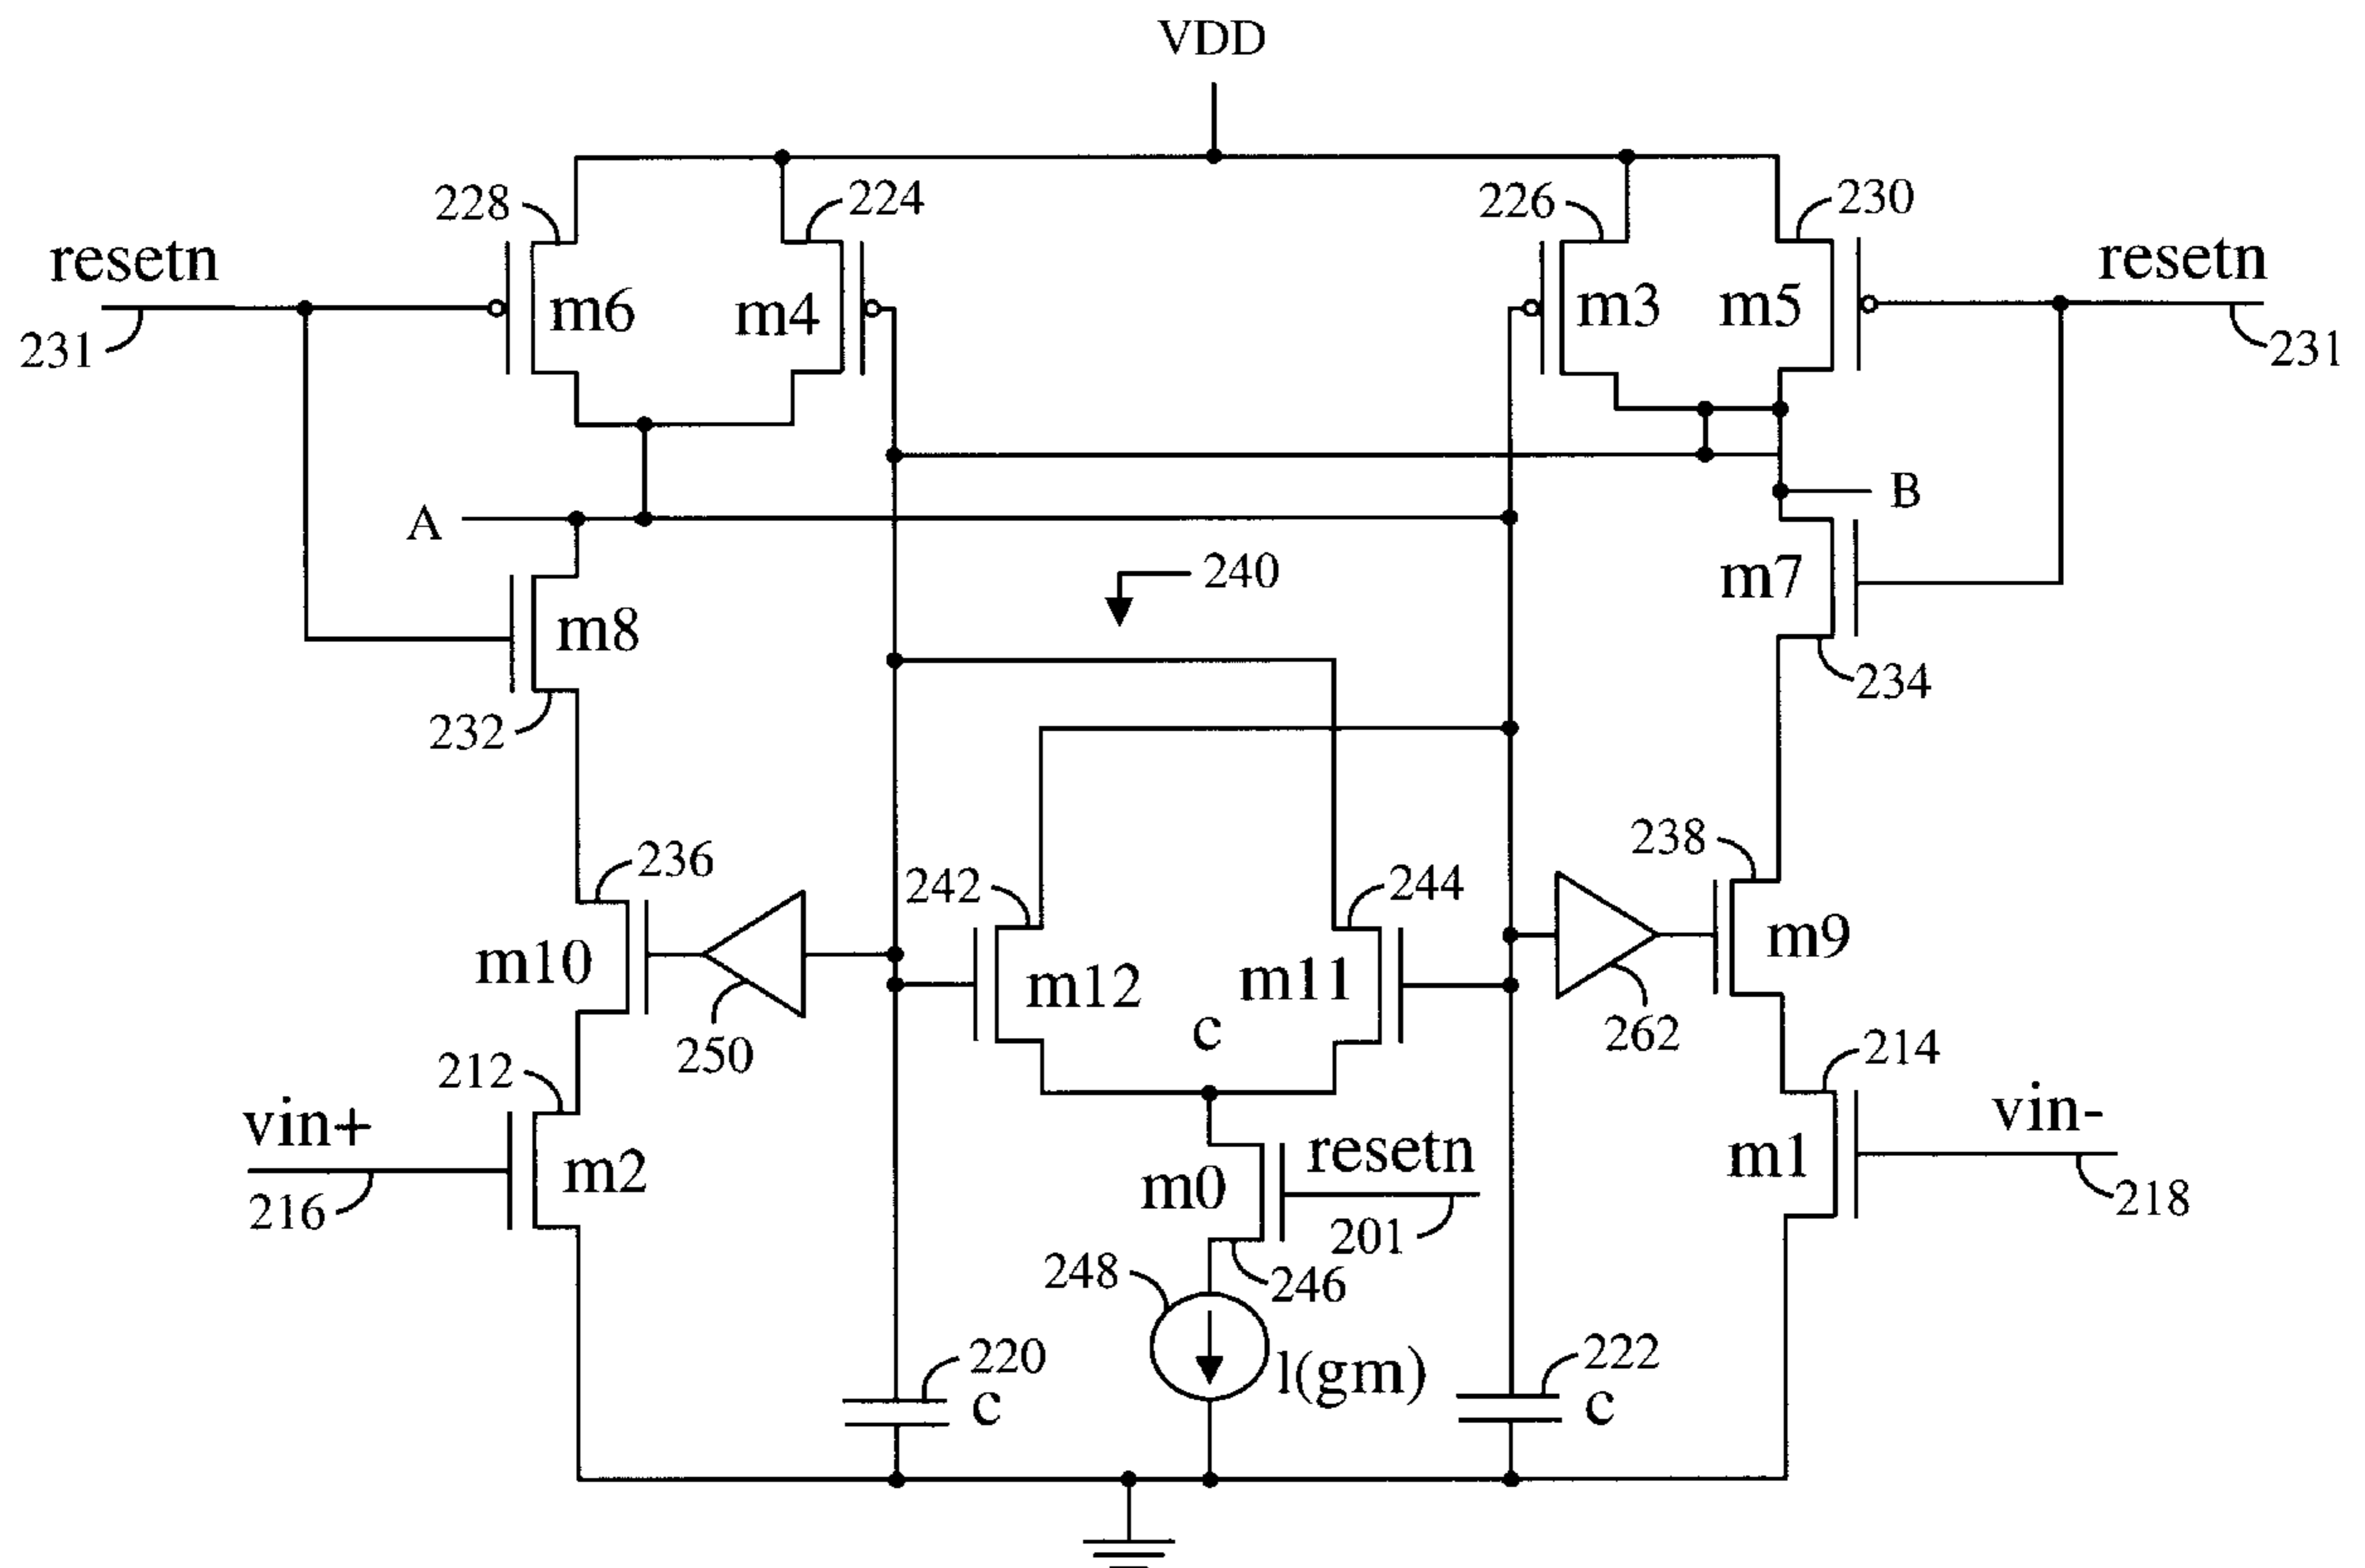 VDD
228
224
226
230
resetn
resetn
m6
m4
m3
m5
231
231
B
A
240
m7
m8
234
232
238
236
242
244
m9
m10
m12
m11
c
262
250
212
214
vin+
vin-
resetn
m2
m0
m1
216
218
201
248
246
l(gm)
220
222
c
c